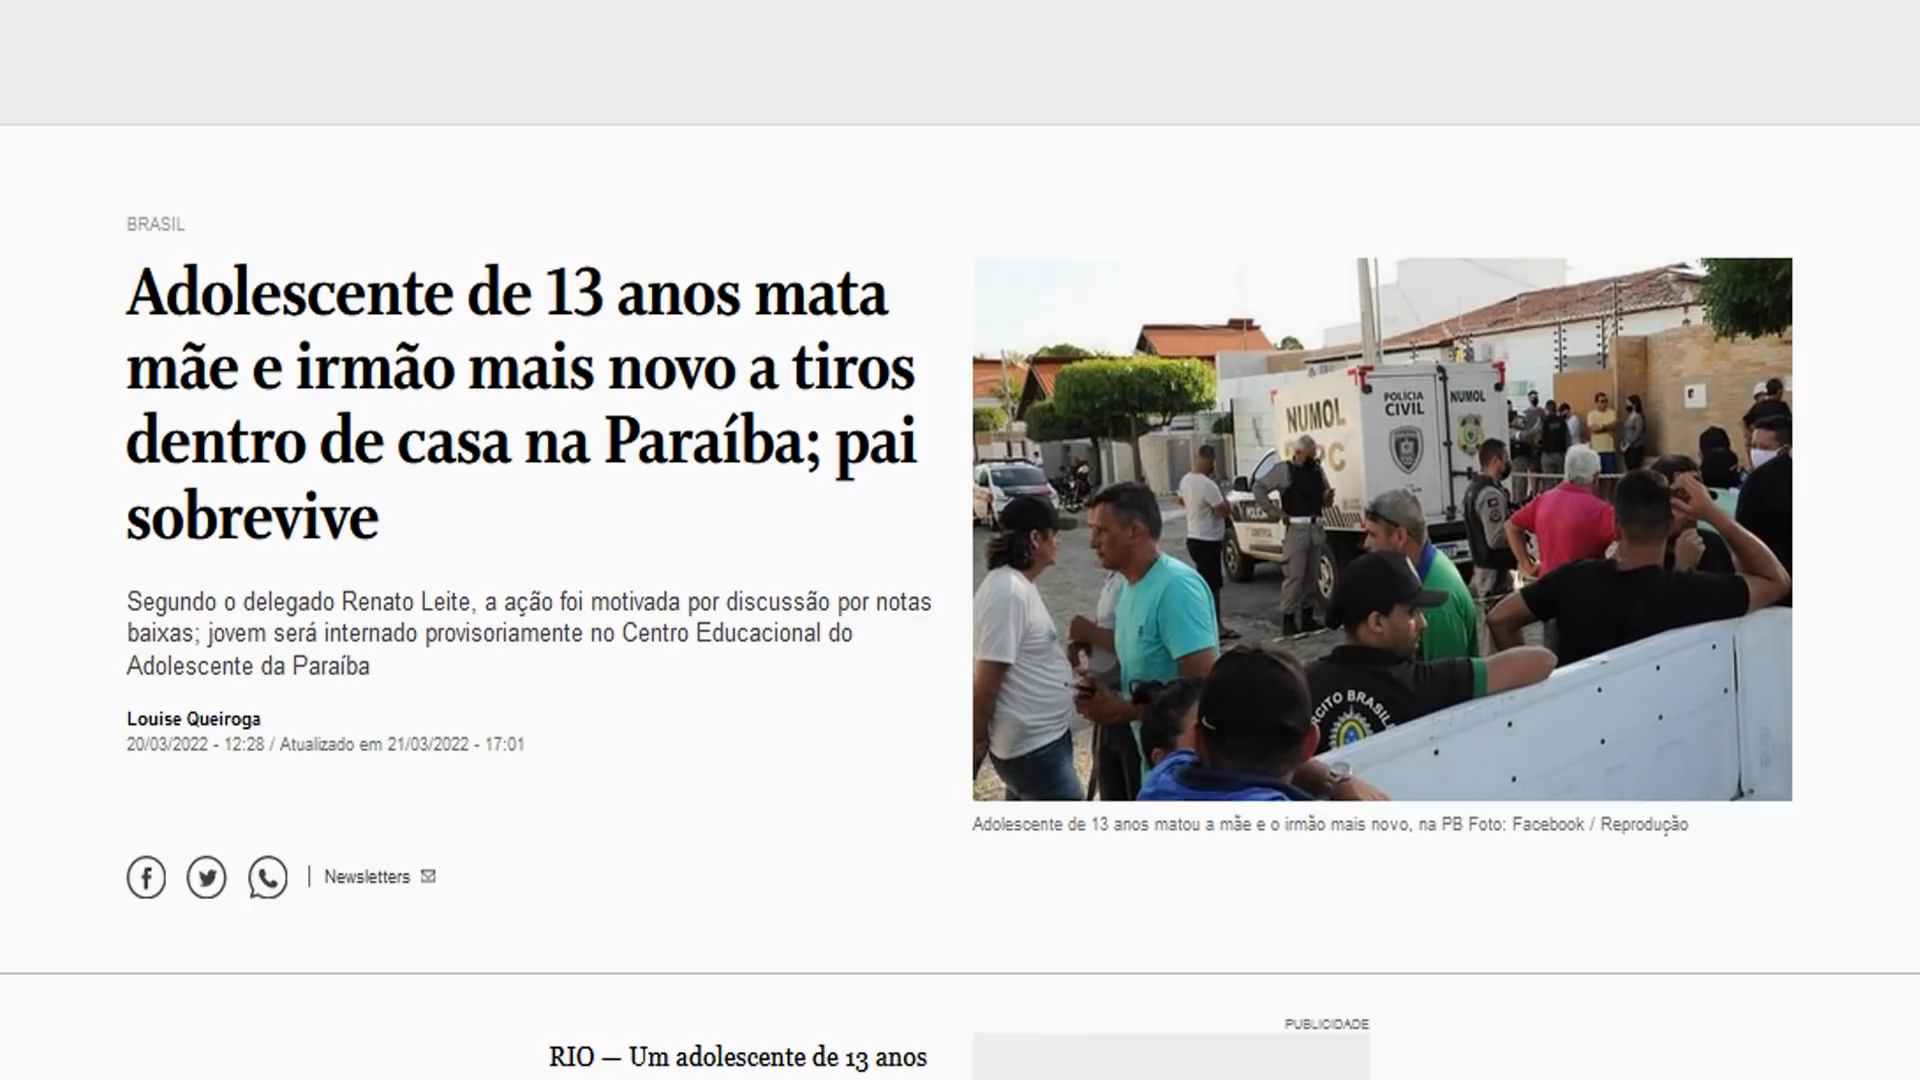 BRASIL
Adolescente de 13 anos mata
mãe e irmão mais novo a tiros
dentro de casa na Paraíba; pai
sobrevive
Segundo o delegado Renato Leite, a ação foi motivada por discussão por notas
baixas; jovem será internado provisoriamente no Centro Educacional do
Adolescente da Paraíba
Louise Queiroga
20/03/2022 - 12:28 / Atualizado em 21/03/2022 - 17:01
NUMOL
POLÍCIA
CIVIL
NUMOL
Adolescente de 13 anos matou a mãe e o irmão mais novo, na PB Foto: Facebook / Reprodução
Newsletters
PUBLICIDADE
RIO — Um adolescente de 13 anos